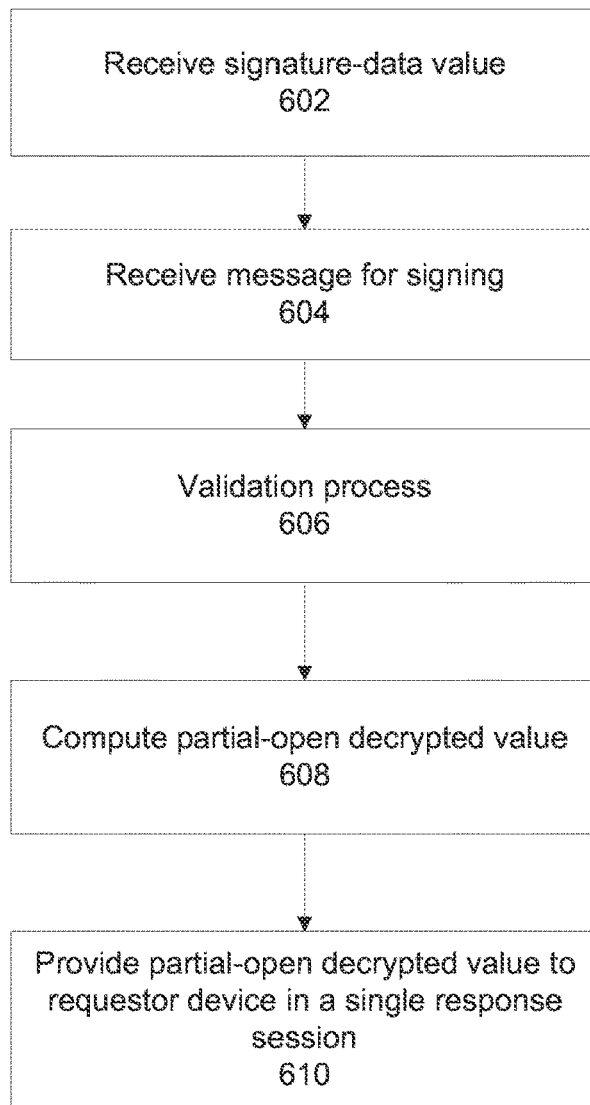 Receive signature-data value
602
Receive message for signing
604
Validation process
606
Compute partial-open decrypted value
608
Provide partial-open decrypted value to
requestor device in a single response
session
610